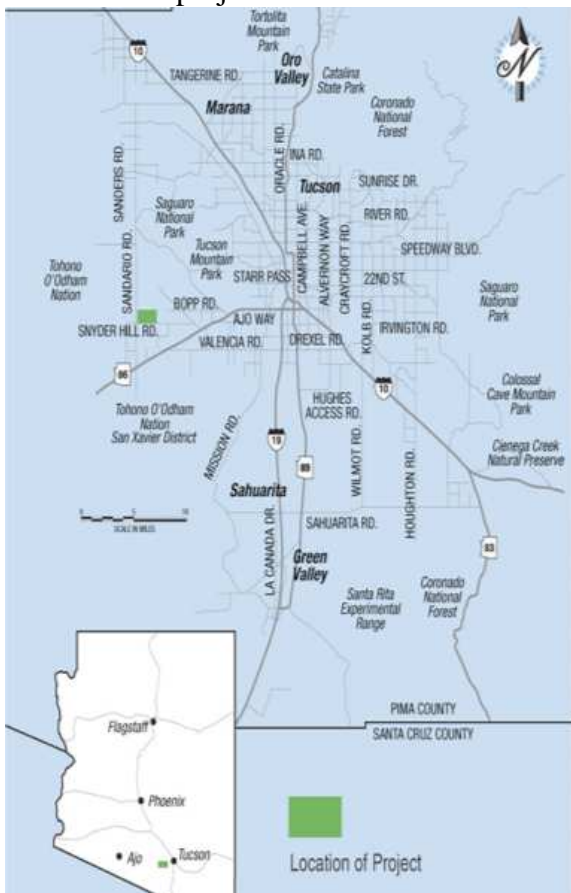 Tortolita
Mountain
Park
Oro
Valley
Catalina
State Park
N
10
TANGERINE RD.
Marana
Coronado
National
Forest
ORACLE RD.
INA RD.
SANDERS RD.
Tucson
SUNRISE DR.
Saguaro
National
Park
CAMPBELL AVE.
ALVERNON WAY
CRAYCROFT RD.
RIVER RD.
SPEEDWAY BLVD.
Tucson
Mountain
Park
SANDARIO RD.
STARR PASS
22ND ST.
Tohono
O'Odham
Nation
Saguaro
National
Park
BOPP RD.
AJO WAY
KOLB RD.
IRVINGTON RD.
SNYDER HILL RD.
VALENCIA RD.
DREXEL RD.
86
10
Colossal
Cave Mountain
Park
HUGHES
ACCESS RD.
Tohono O'Odham
Nation
San Xavier District
MISSION RD.
19
89
WILMOT RD.
HOUGHTON RD.
Cienega Creek
Natural Preserve
Sahuarita
0 5 10
SCALE IN MILES
LA CANADA DR.
SAHUARITA RD.
83
Green
Valley
Santa Rita
Experimental
Range
Coronado
National
Forest
PIMA COUNTY
SANTA CRUZ COUNTY
Flagstaff
Phoenix
Ajo
Tucson
Location of Project